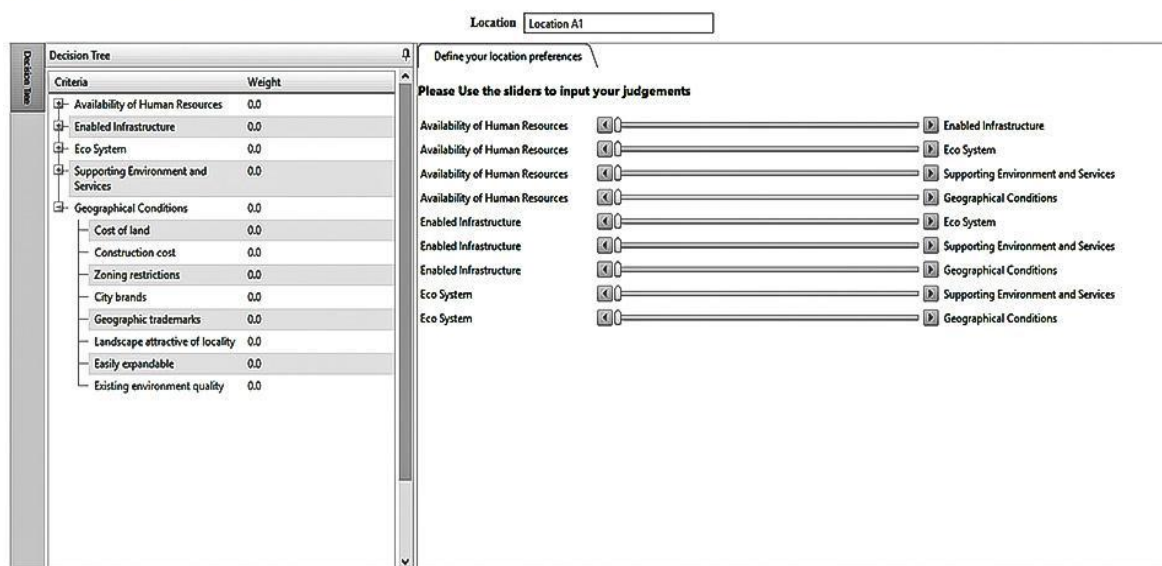 Location Location A1
Decision Tree
Decision Tree
Define your location preferences
Criteria Weight
Availability of Human Resources 0.0
Enabled Infrastructure 0.0
Eco System 0.0
Supporting Environment and 0.0
Services
Geographical Conditions 0.0
Cost of land 0.0
Construction cost 0.0
Zoning restrictions 0.0
City brands 0.0
Geographic trademarks 0.0
Landscape attractive of locality 0.0
Easily expandable 0.0
Existing environment quality 0.0
Please Use the sliders to input your judgements
Availability of Human Resources Enabled Infrastructure
Availability of Human Resources Eco System
Availability of Human Resources Supporting Environment and Services
Availability of Human Resources Geographical Conditions
Enabled Infrastructure Eco System
Enabled Infrastructure Supporting Environment and Services
Enabled Infrastructure Geographical Conditions
Eco System Supporting Environment and Services
Eco System Geographical Conditions